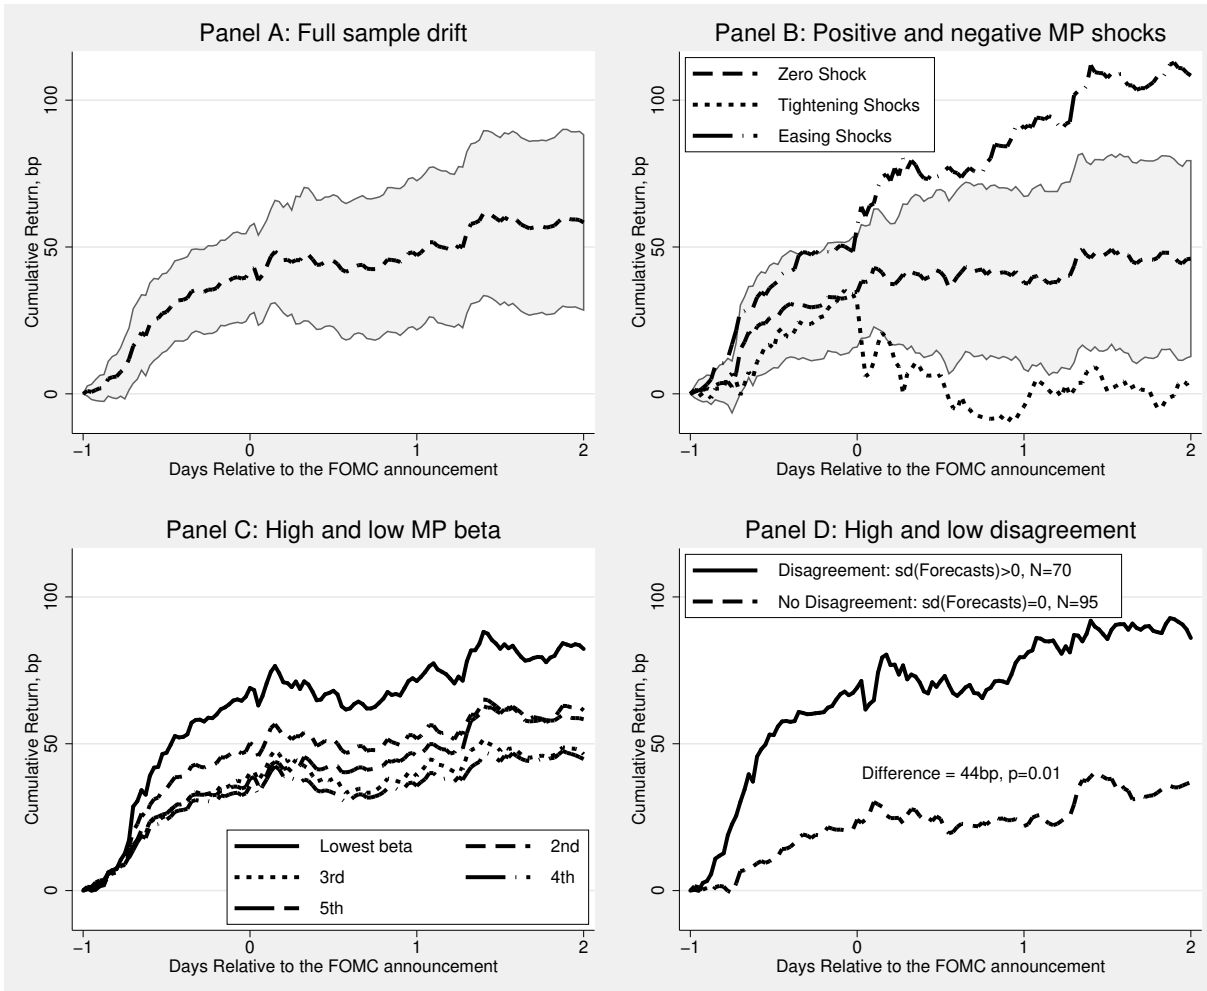 Panel A: Full sample drift
Cumulative Return, bp
100
50
0
−1 0 1 2
Days Relative to the FOMC announcement
Panel B: Positive and negative MP shocks
Zero Shock
Tightening Shocks
Easing Shocks
Cumulative Return, bp
100
50
0
−1 0 1 2
Days Relative to the FOMC announcement
Panel C: High and low MP beta
Cumulative Return, bp
100
50
0
Lowest beta 2nd
3rd 4th
5th
−1 0 1 2
Days Relative to the FOMC announcement
Panel D: High and low disagreement
Disagreement: sd(Forecasts)>0, N=70
No Disagreement: sd(Forecasts)=0, N=95
Cumulative Return, bp
100
50
0
Difference = 44bp, p=0.01
−1 0 1 2
Days Relative to the FOMC announcement